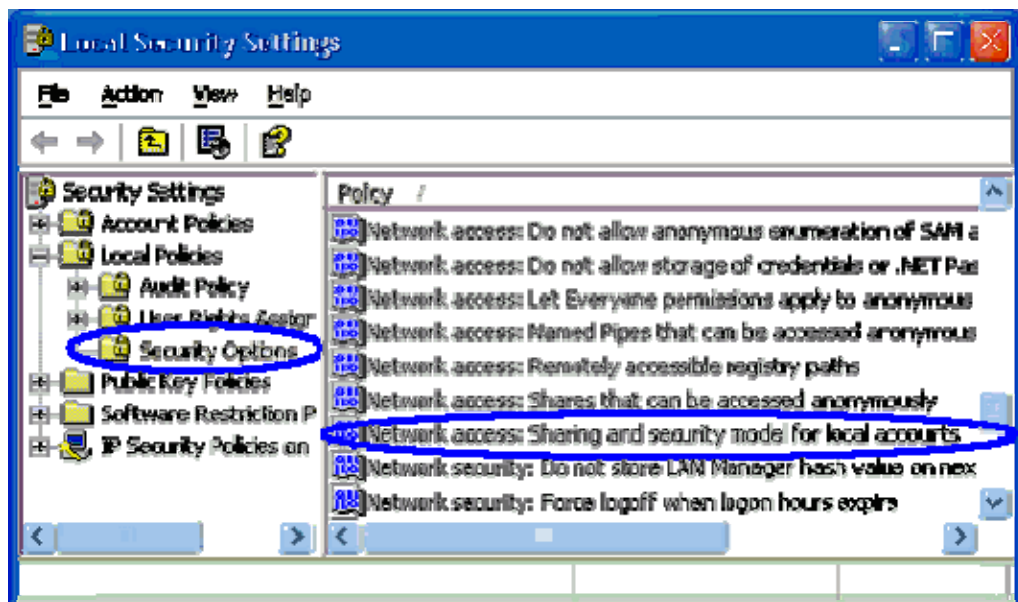 Local Security Settings
File Action View Help
Security Settings
Account Policies
Local Policies
Audit Policy
User Rights Assigr
Security Options
Public Key Policies
Software Restriction P
IP Security Policies on
Policy /
Network access: Do not allow anonymous enumeration of SAM a
Network access: Do not allow storage of credentials or .NET Pas
Network access: Let Everyone permissions apply to anonymous
Network access: Named Pipes that can be accessed anonymous
Network access: Remotely accessible registry paths
Network access: Shares that can be accessed anonymously
Network access: Sharing and security model for local accounts
Network security: Do not store LAN Manager hash value on nex
Network security: Force logoff when logon hours expire